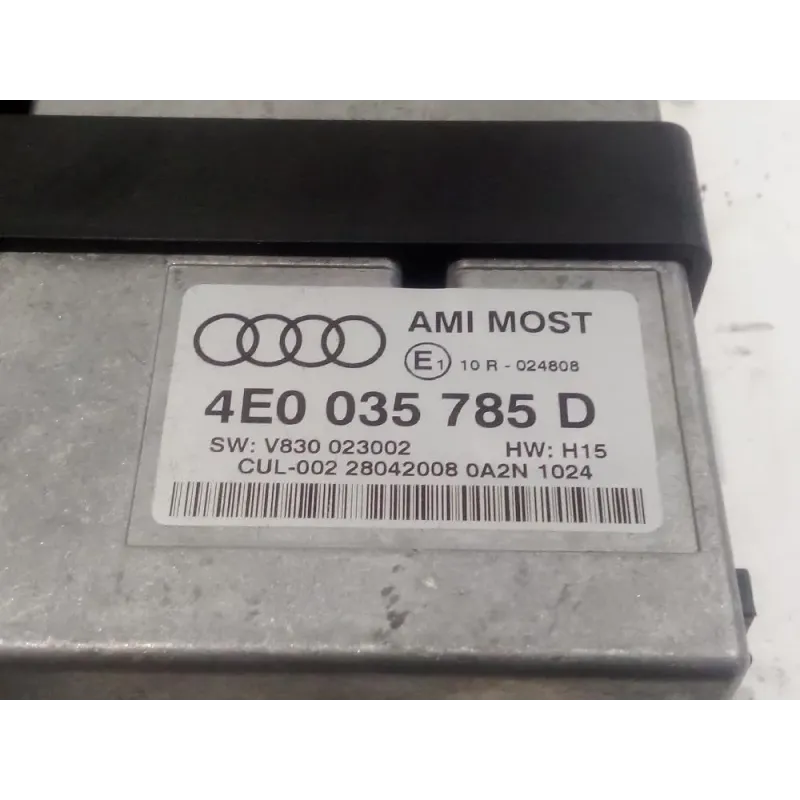 AMI MOST
E1 10 R - 024808
4E0 035 785 D
SW: V830 023002 HW: H15
CUL-002 28042008 0A2N 1024